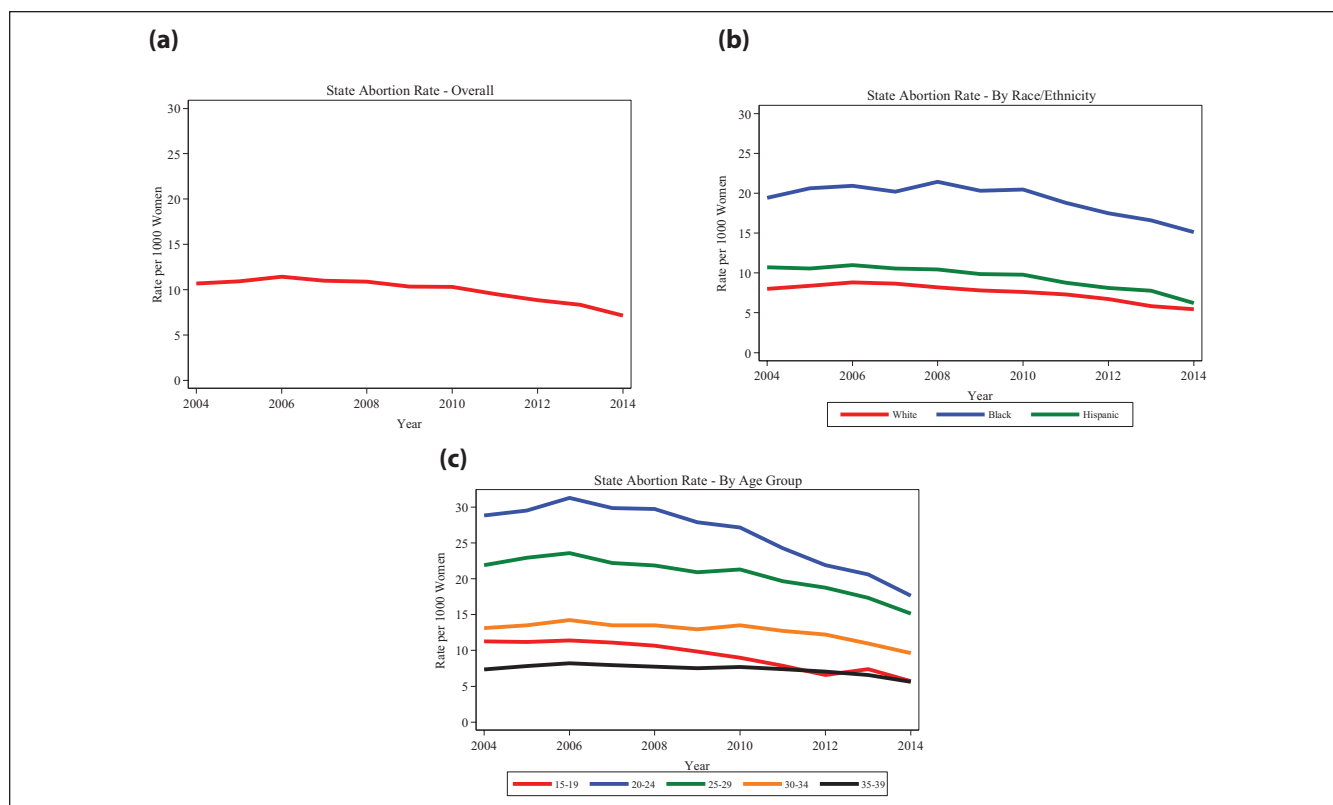 (a)
State Abortion Rate - Overall
30
25
20
15
10
5
0
Rate per 1000 Women
2004 2006 2008 2010 2012 2014
Year
(b)
State Abortion Rate - By Race/Ethnicity
30
25
20
15
10
5
0
Rate per 1000 Women
2004 2006 2008 2010 2012 2014
Year
White Black Hispanic
(c)
State Abortion Rate - By Age Group
30
25
20
15
10
5
0
Rate per 1000 Women
2004 2006 2008 2010 2012 2014
Year
15-19 20-24 25-29 30-34 35-39